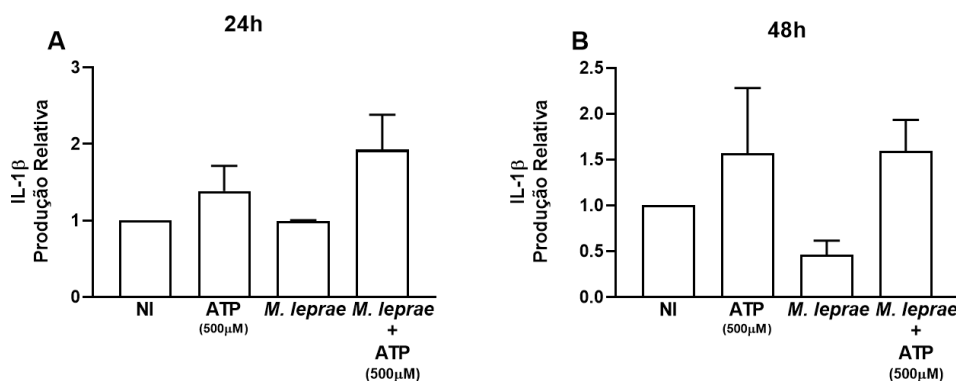 A
24h
IL-1β
Produção Relativa
3
2
1
0
NI
ATP
(500μM)
M. leprae
M. leprae
+
ATP
(500μM)
B
48h
IL-1β
Produção Relativa
2.5
2.0
1.5
1.0
0.5
0.0
NI
ATP
(500μM)
M. leprae
M. leprae
+
ATP
(500μM)